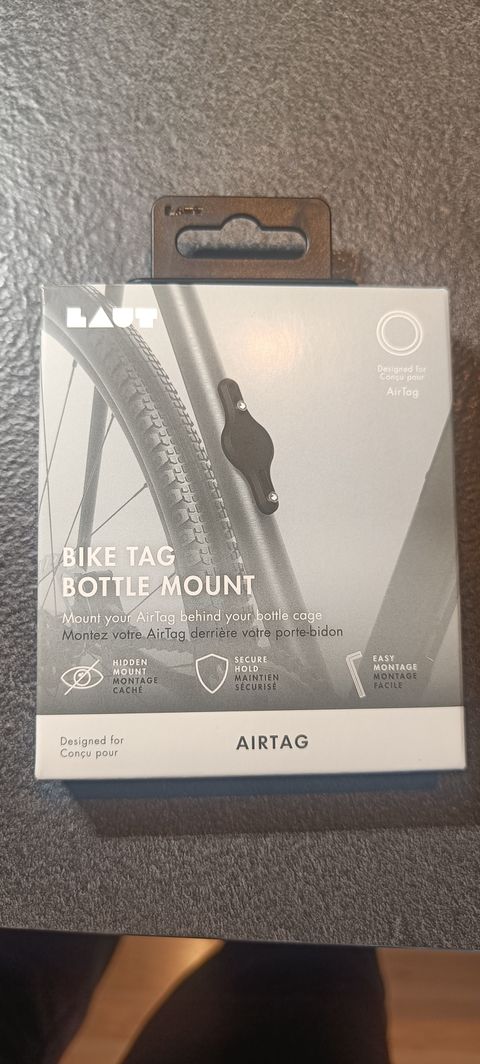 LAUT
LAUT
Designed for
Conçu pour
AirTag
BIKE TAG
BOTTLE MOUNT
Mount your AirTag behind your bottle cage
Montez votre AirTag derrière votre porte-bidon
HIDDEN
MOUNT
MONTAGE
CACHÉ
SECURE
HOLD
MAINTIEN
SÉCURISÉ
EASY
MONTAGE
MONTAGE
FACILE
Designed for
Conçu pour
AIRTAG